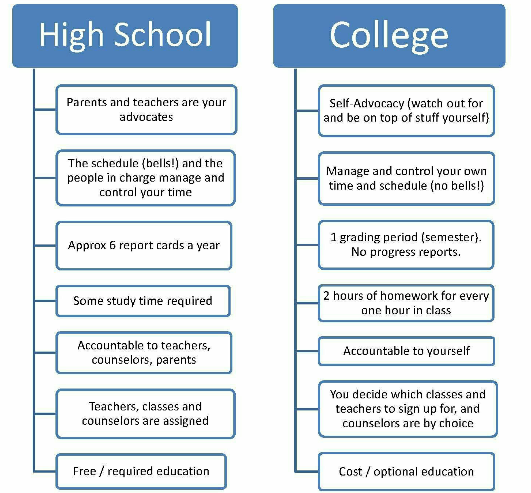 High School
Parents and teachers are your
advocates
The schedule (bells!) and the
people in charge manage and
control your time
Approx 6 report cards a year
Some study time required
Accountable to teachers,
counselors, parents
Teachers, classes and
counselors are assigned
Free / required education
College
Self-Advocacy (watch out for
and be on top of stuff yourself)
Manage and control your own
time and schedule (no bells!)
1 grading period (semester).
No progress reports.
2 hours of homework for every
one hour in class
Accountable to yourself
You decide which classes and
teachers to sign up for, and
counselors are by choice
Cost / optional education